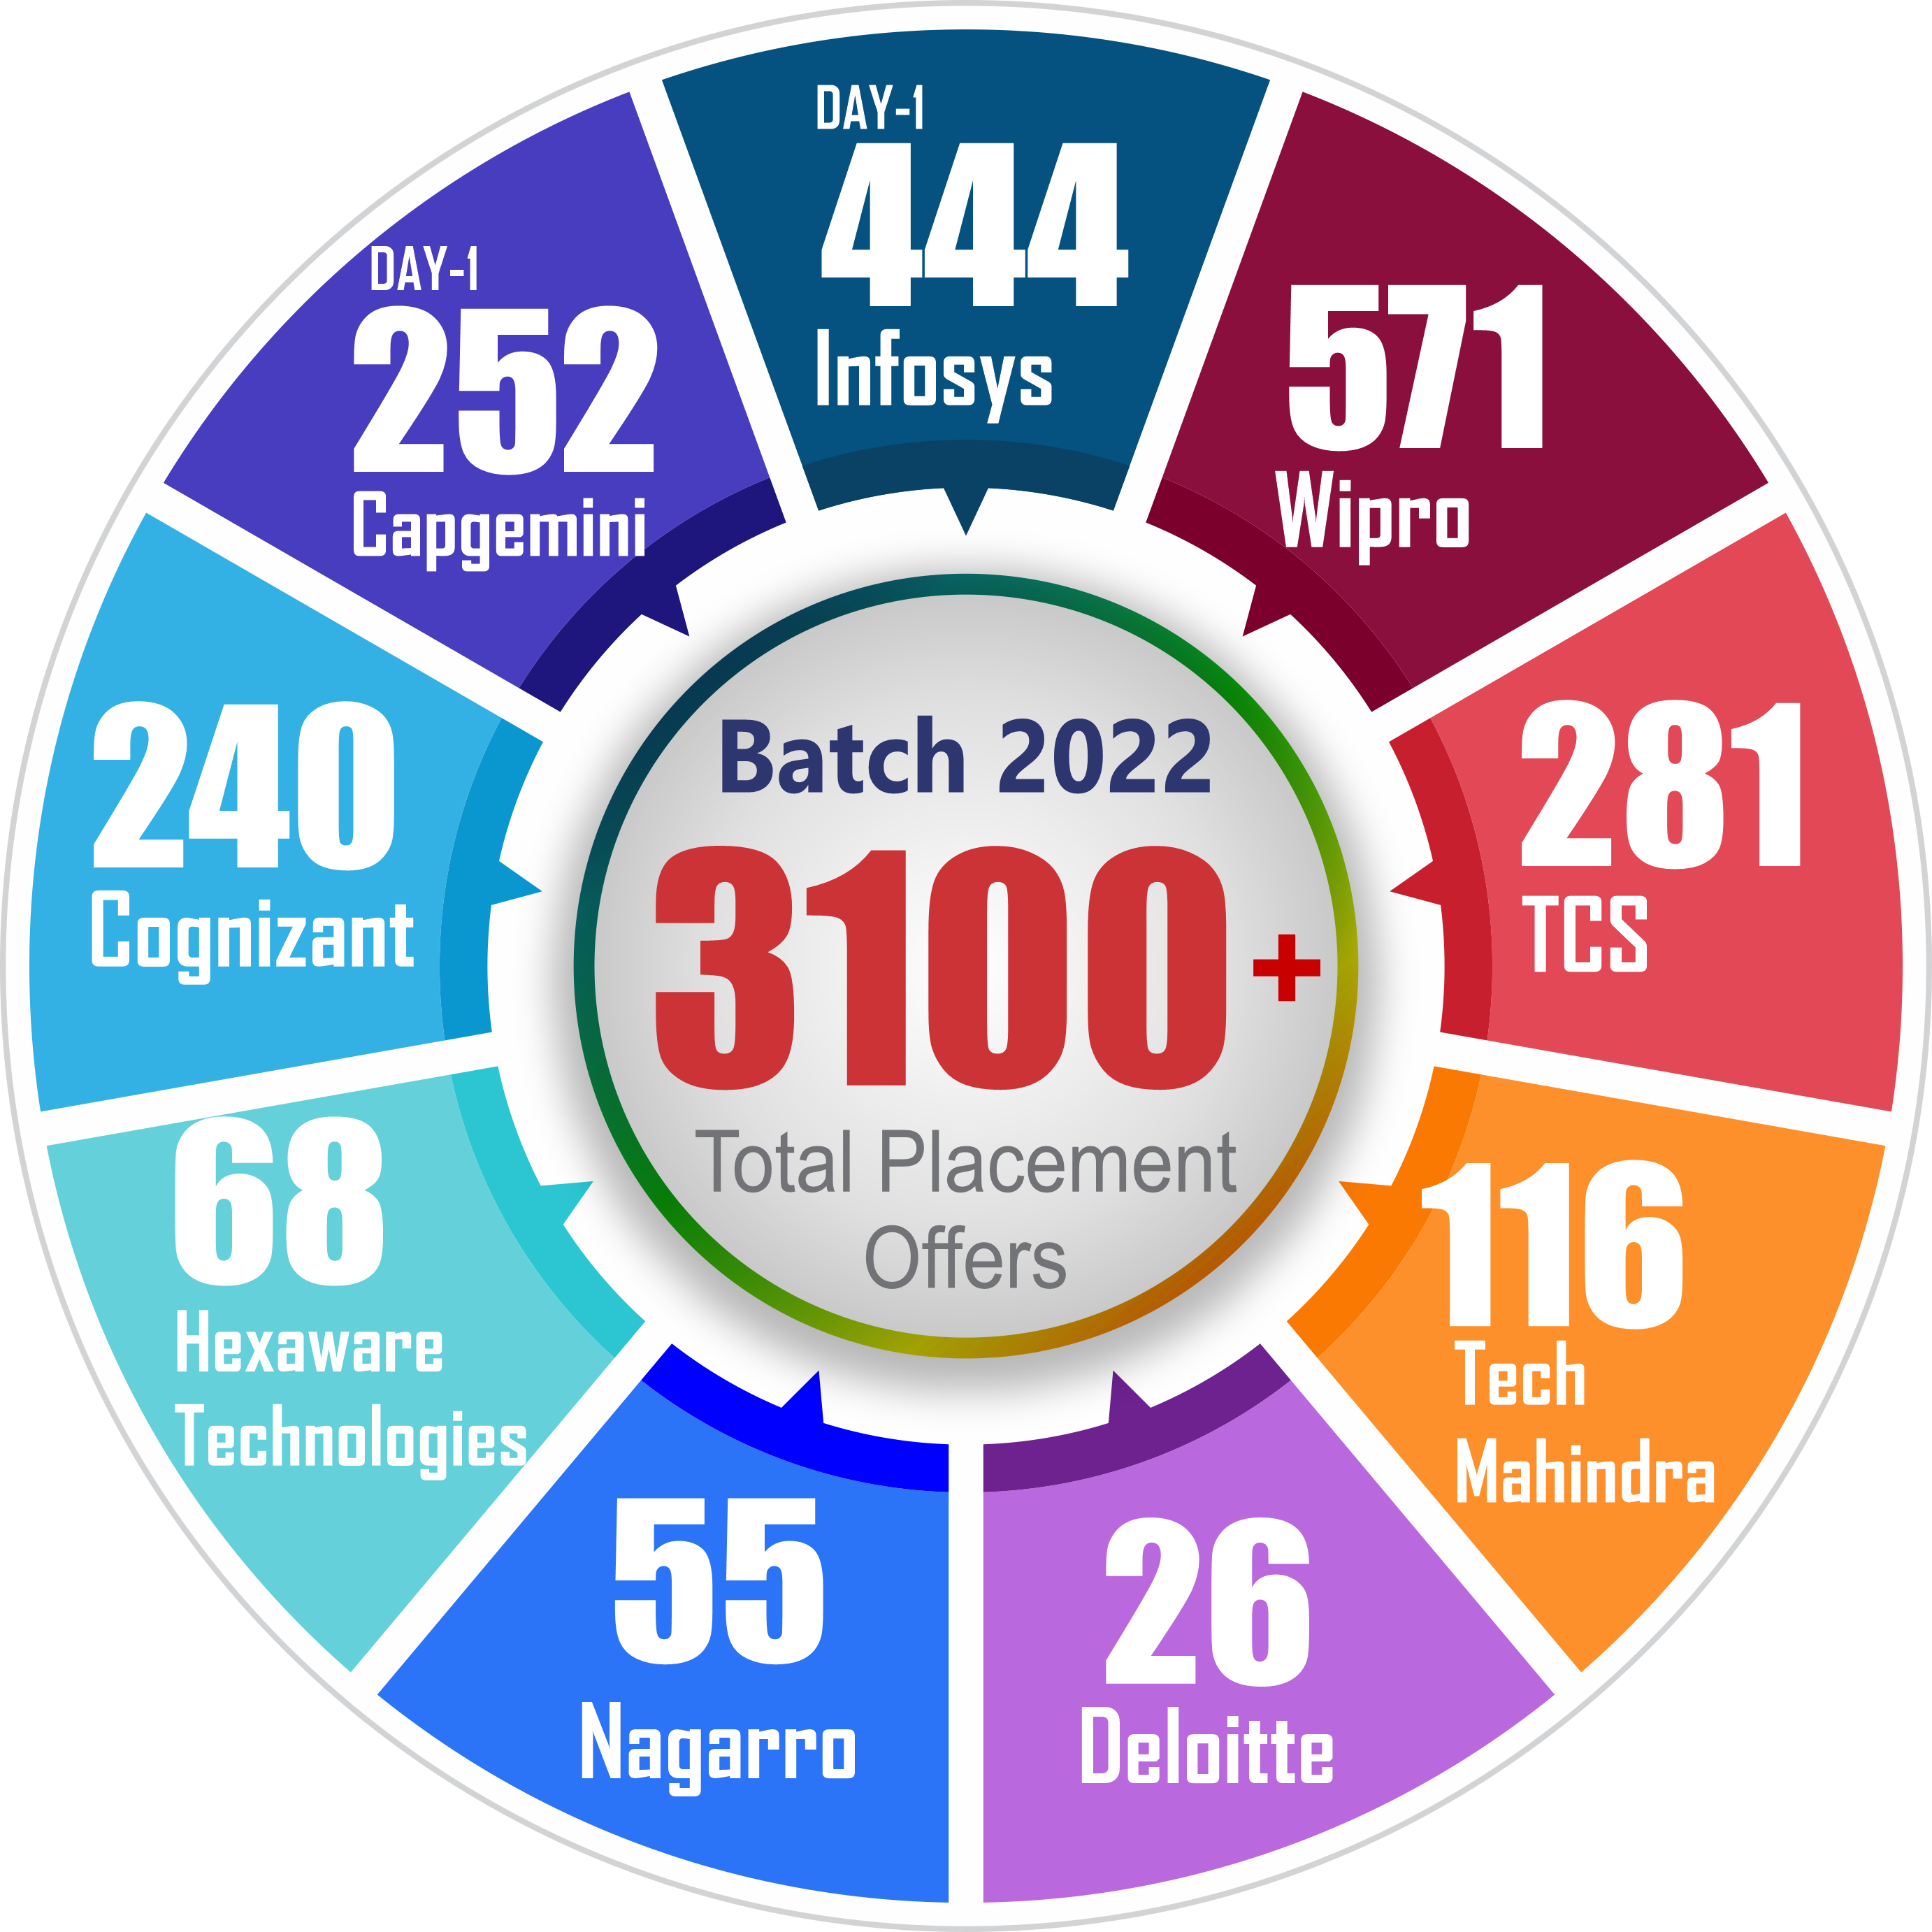 DAY-1
444
Infosys
571
Wipro
281
TCS
116
Tech
Mahindra
26
Deloitte
55
Nagarro
68
Hexaware
Technologies
240
Cognizant
DAY-1
252
Capgemini
Batch 2022
3100+
Total Placement
Offers